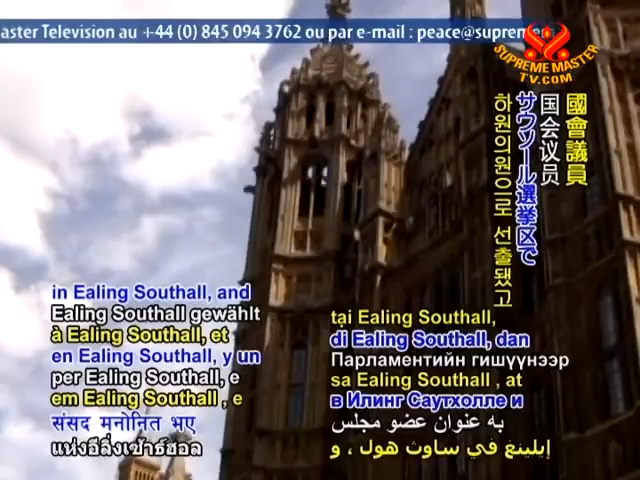 aster Television au +44 (0) 845 094 3762 ou par e-mail : peace@suprem
SUPREME MASTER
TV.COM
國會議員
国会议员
サウソール選挙区で
하원의원으로 선출됐고
in Ealing Southall, and
Ealing Southall gewählt
à Ealing Southall, et
en Ealing Southall, y un
per Ealing Southall, e
em Ealing Southall , e
संसद मनोनित भए
แห่งอีลิ่งเซ้าธ์ฮอล
tại Ealing Southall,
di Ealing Southall, dan
Парламентийн гишүүнээр
sa Ealing Southall , at
в Илинг Саутхолле и
به عنوان عضو مجلس
إيلينغ في ساوث هول ، و